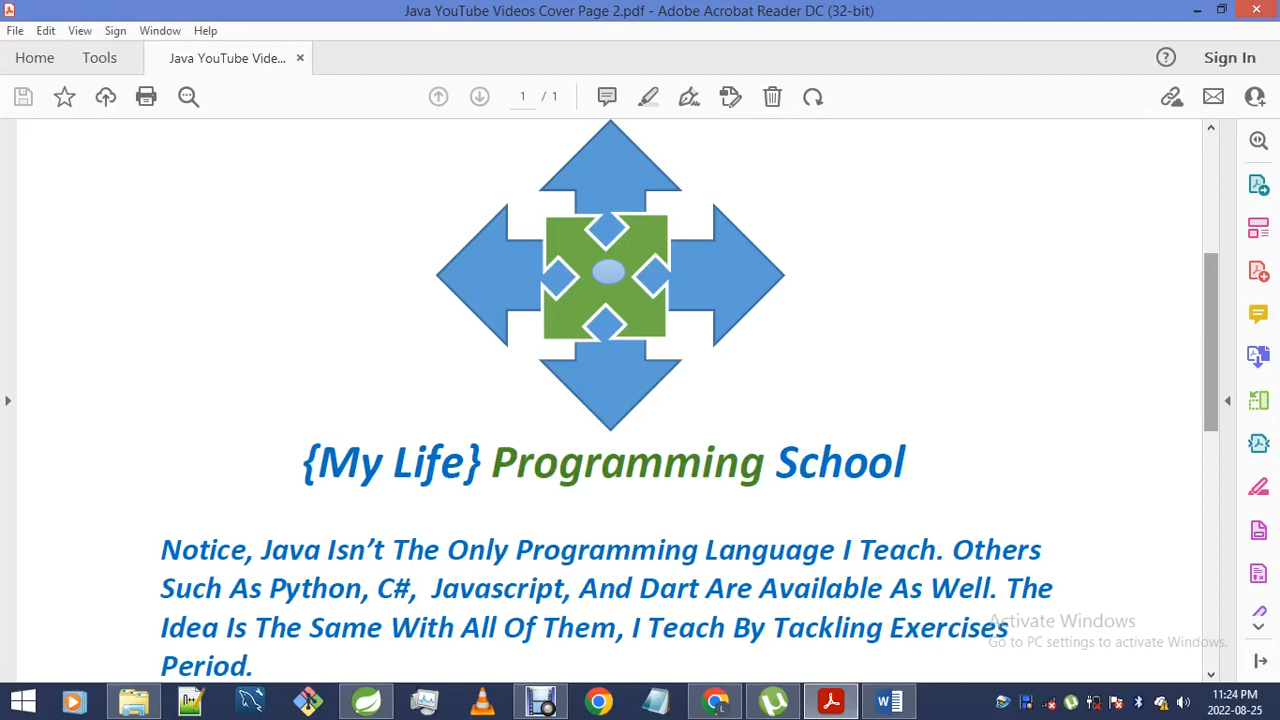 Java YouTube Videos Cover Page 2.pdf - Adobe Acrobat Reader DC (32-bit)
File Edit View Sign Window Help
Home Tools Java YouTube Vide... × Sign In
1 / 1
{My Life} Programming School
Notice, Java Isn’t The Only Programming Language I Teach. Others
Such As Python, C#, Javascript, And Dart Are Available As Well. The
Idea Is The Same With All Of Them, I Teach By Tackling Exercises
Period.
Activate Windows
Go to PC settings to activate Windows.
11:24 PM
2022-08-25